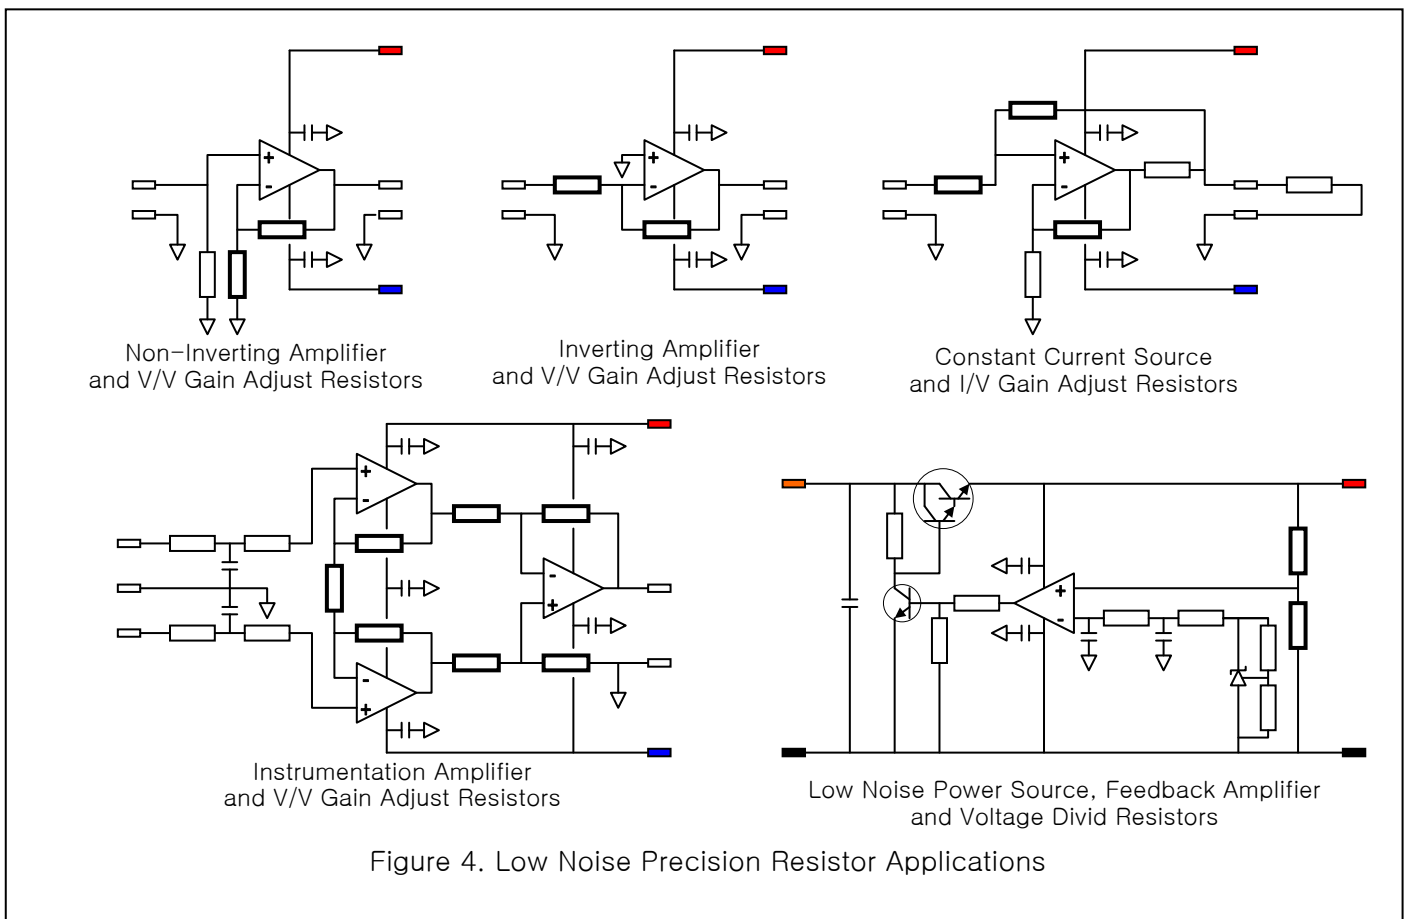 +
-
+
-
+
-
Non-Inverting Amplifier
and V/V Gain Adjust Resistors
Inverting Amplifier
and V/V Gain Adjust Resistors
Constant Current Source
and I/V Gain Adjust Resistors
+
-
-
+
-
+
+
-
Instrumentation Amplifier
and V/V Gain Adjust Resistors
Low Noise Power Source, Feedback Amplifier
and Voltage Divid Resistors
Figure 4. Low Noise Precision Resistor Applications